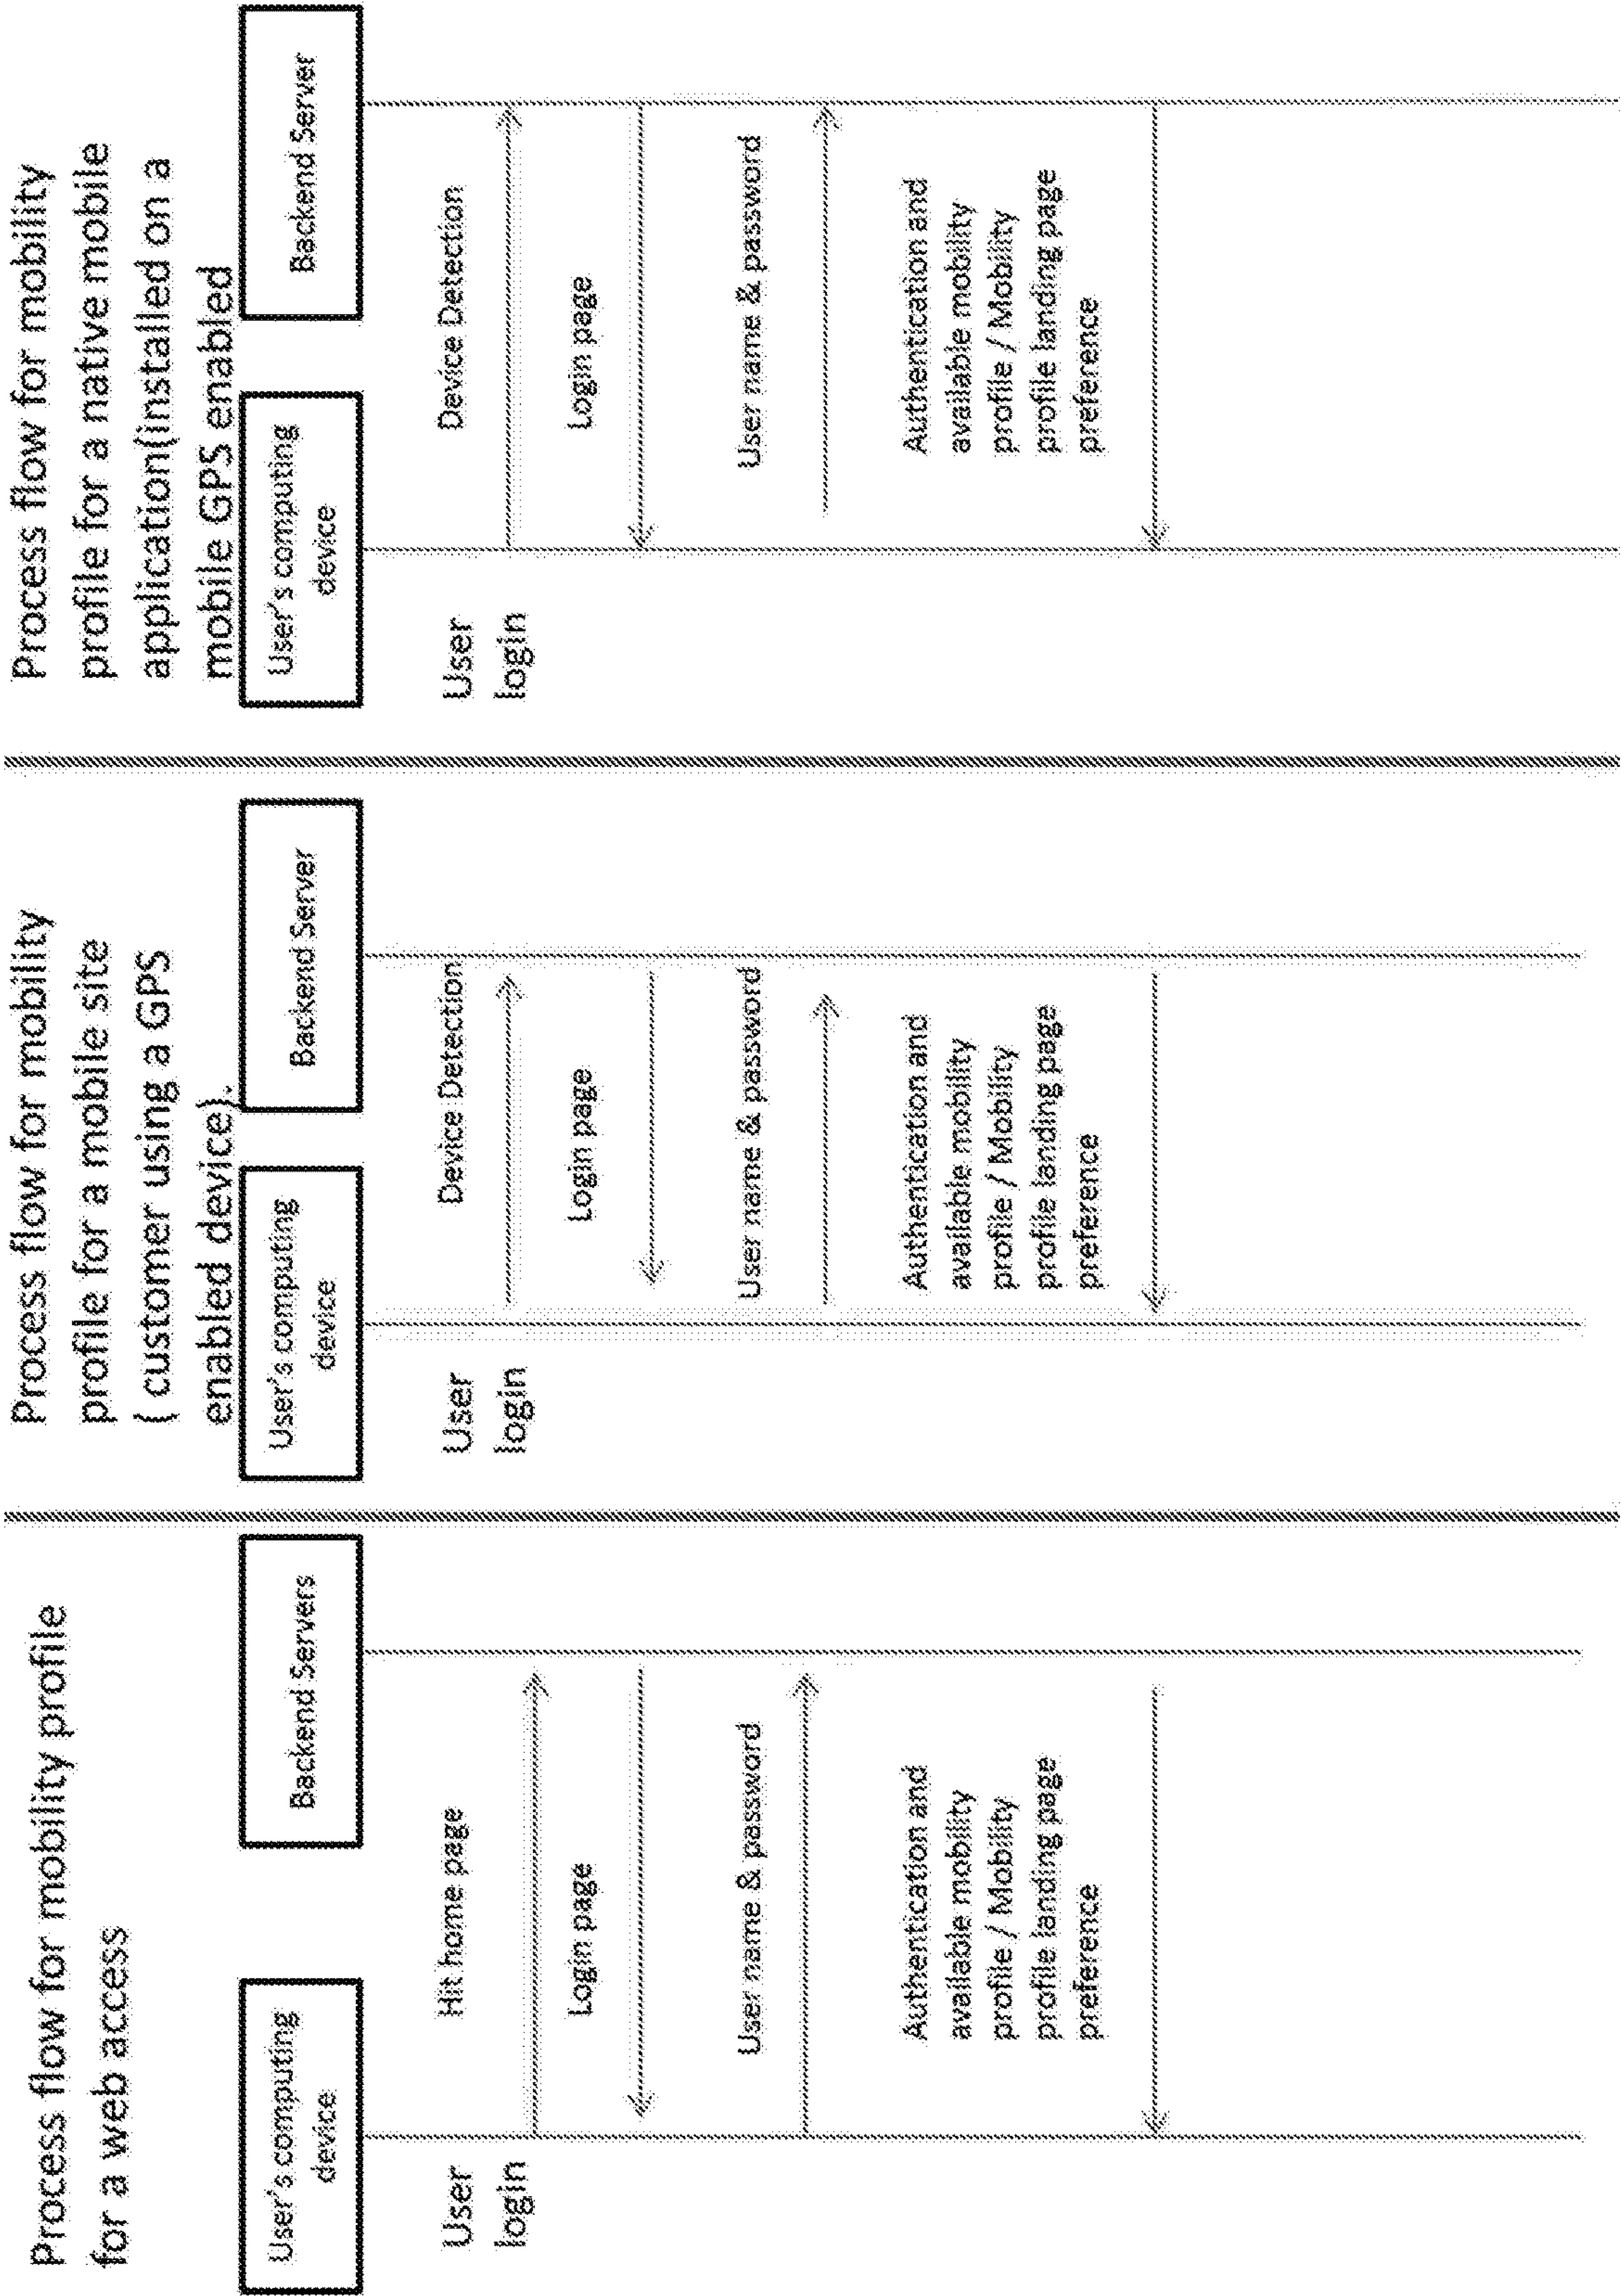 Process flow for mobility profile
for a web access
User's computing
device
Backend Servers
User
login
Hit home page
Login page
User name & password
Authentication and
available mobility
profile / Mobility
profile landing page
preference
Process flow for mobility
profile for a mobile site
( customer using a GPS
enabled device).
User's computing
device
Backend Server
User
login
Device Detection
Login page
User name & password
Authentication and
available mobility
profile / Mobility
profile landing page
preference
Process flow for mobility
profile for a native mobile
application(installed on a
mobile GPS enabled
User's computing
device
Backend Server
User
login
Device Detection
Login page
User name & password
Authentication and
available mobility
profile / Mobility
profile landing page
preference